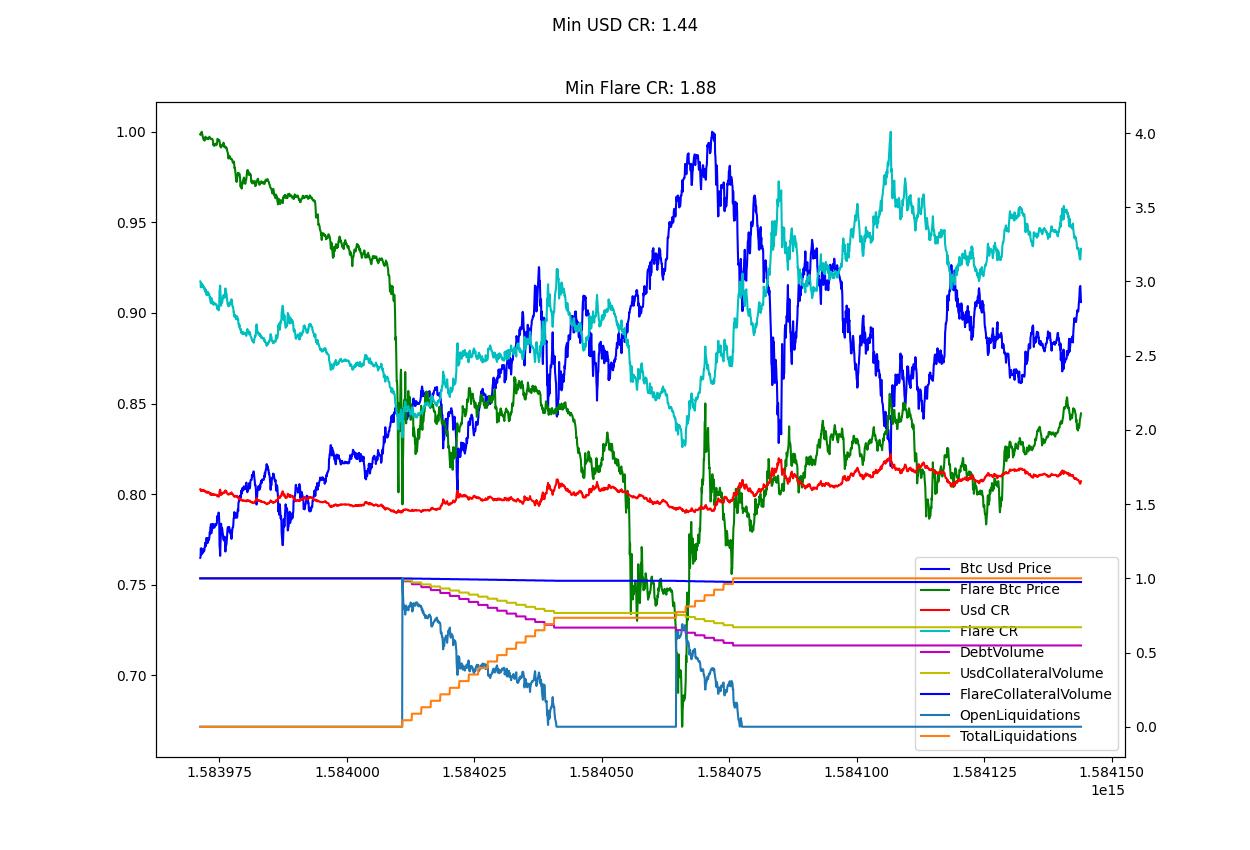 Min USD CR: 1.44
Min Flare CR: 1.88
1.00
0.95
0.90
0.85
0.80
0.75
0.70
4.0
3.5
3.0
2.5
2.0
1.5
1.0
0.5
0.0
Btc Usd Price
Flare Btc Price
Usd CR
Flare CR
DebtVolume
UsdCollateralVolume
FlareCollateralVolume
OpenLiquidations
TotalLiquidations
1.583975 1.584000 1.584025 1.584050 1.584075 1.584100 1.584125 1.584150
1e15